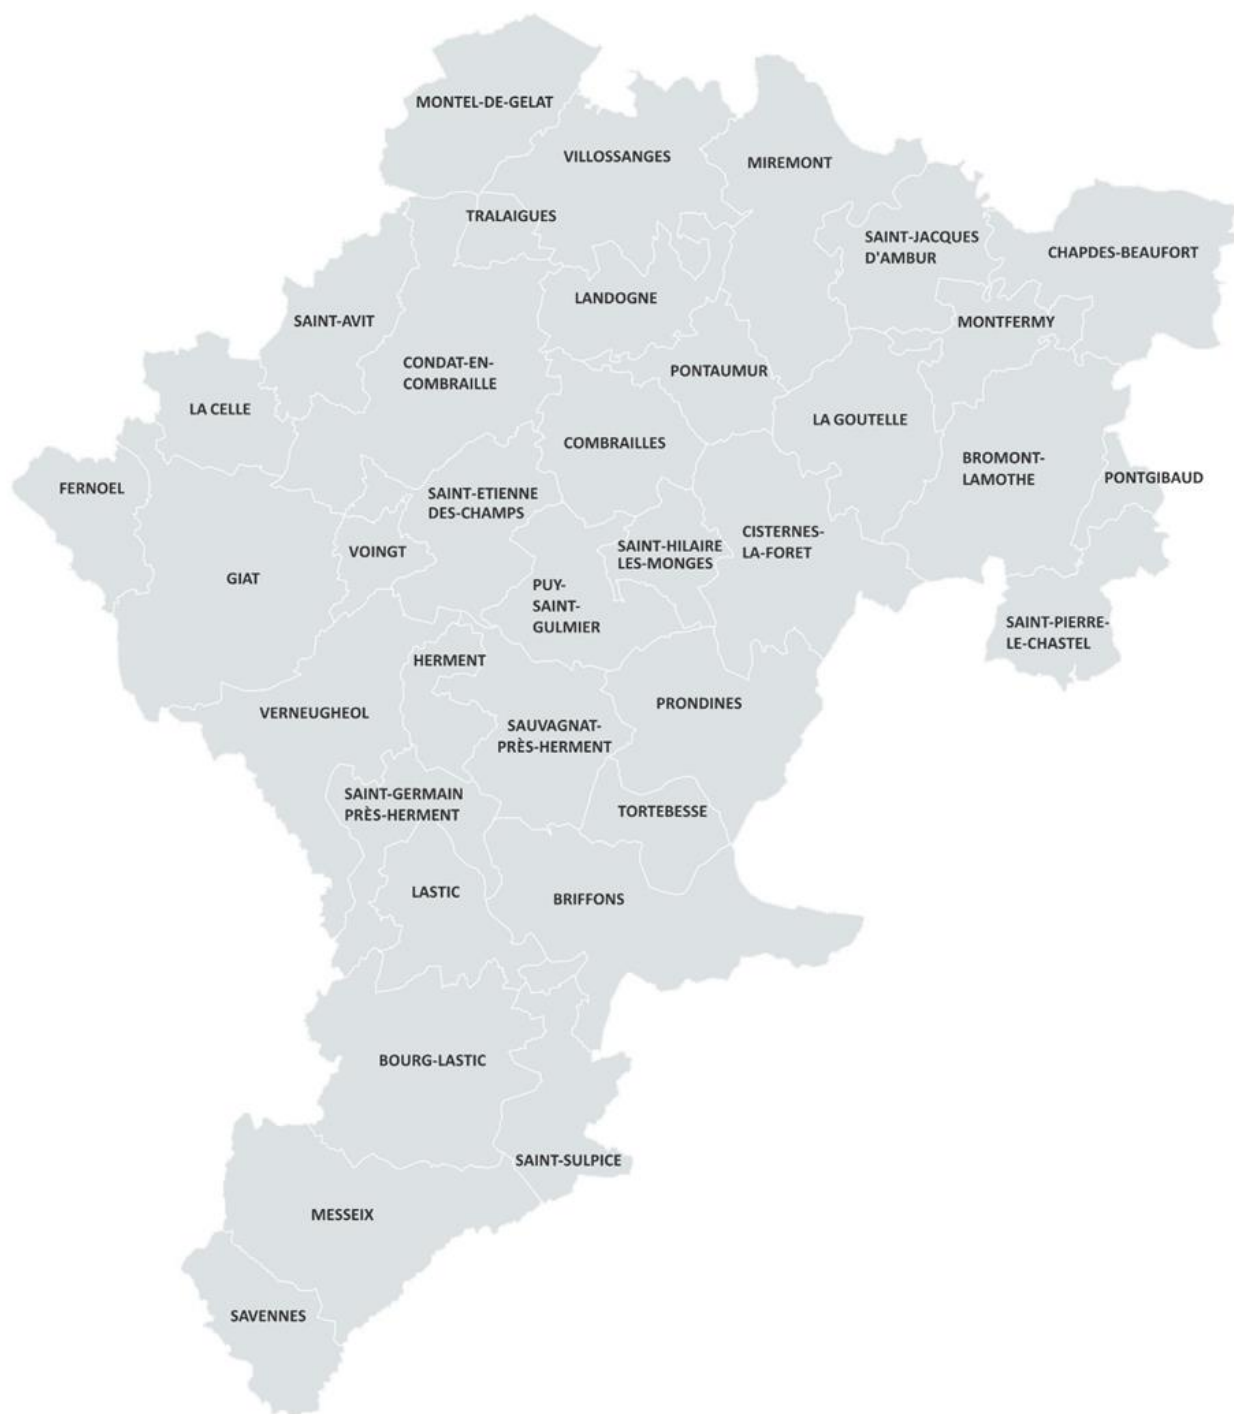 MONTEL-DE-GELAT
VILLOSSANGES
MIREMONT
TRALAIGUES
SAINT-JACQUES
D'AMBUR
CHAPDES-BEAUFORT
LANDOGNE
SAINT-AVIT
MONTFERMY
CONDAT-EN-
COMBRAILLE
PONTAUMUR
LA CELLE
LA GOUTELLE
COMBRAILLES
BROMONT-
LAMOTHE
PONTGIBAUD
FERNOEL
SAINT-ETIENNE
DES-CHAMPS
CISTERNES-
LA-FORET
SAINT-HILAIRE
LES-MONGES
VOINGT
GIAT
PUY-
SAINT-
GULMIER
SAINT-PIERRE-
LE-CHASTEL
HERMENT
PRONDINES
VERNEUGHEOL
SAUVAGNAT-
PRÈS-HERMENT
SAINT-GERMAIN
PRÈS-HERMENT
TORTEBESSE
LASTIC
BRIFFONS
BOURG-LASTIC
SAINT-SULPICE
MESSEIX
SAVENNES